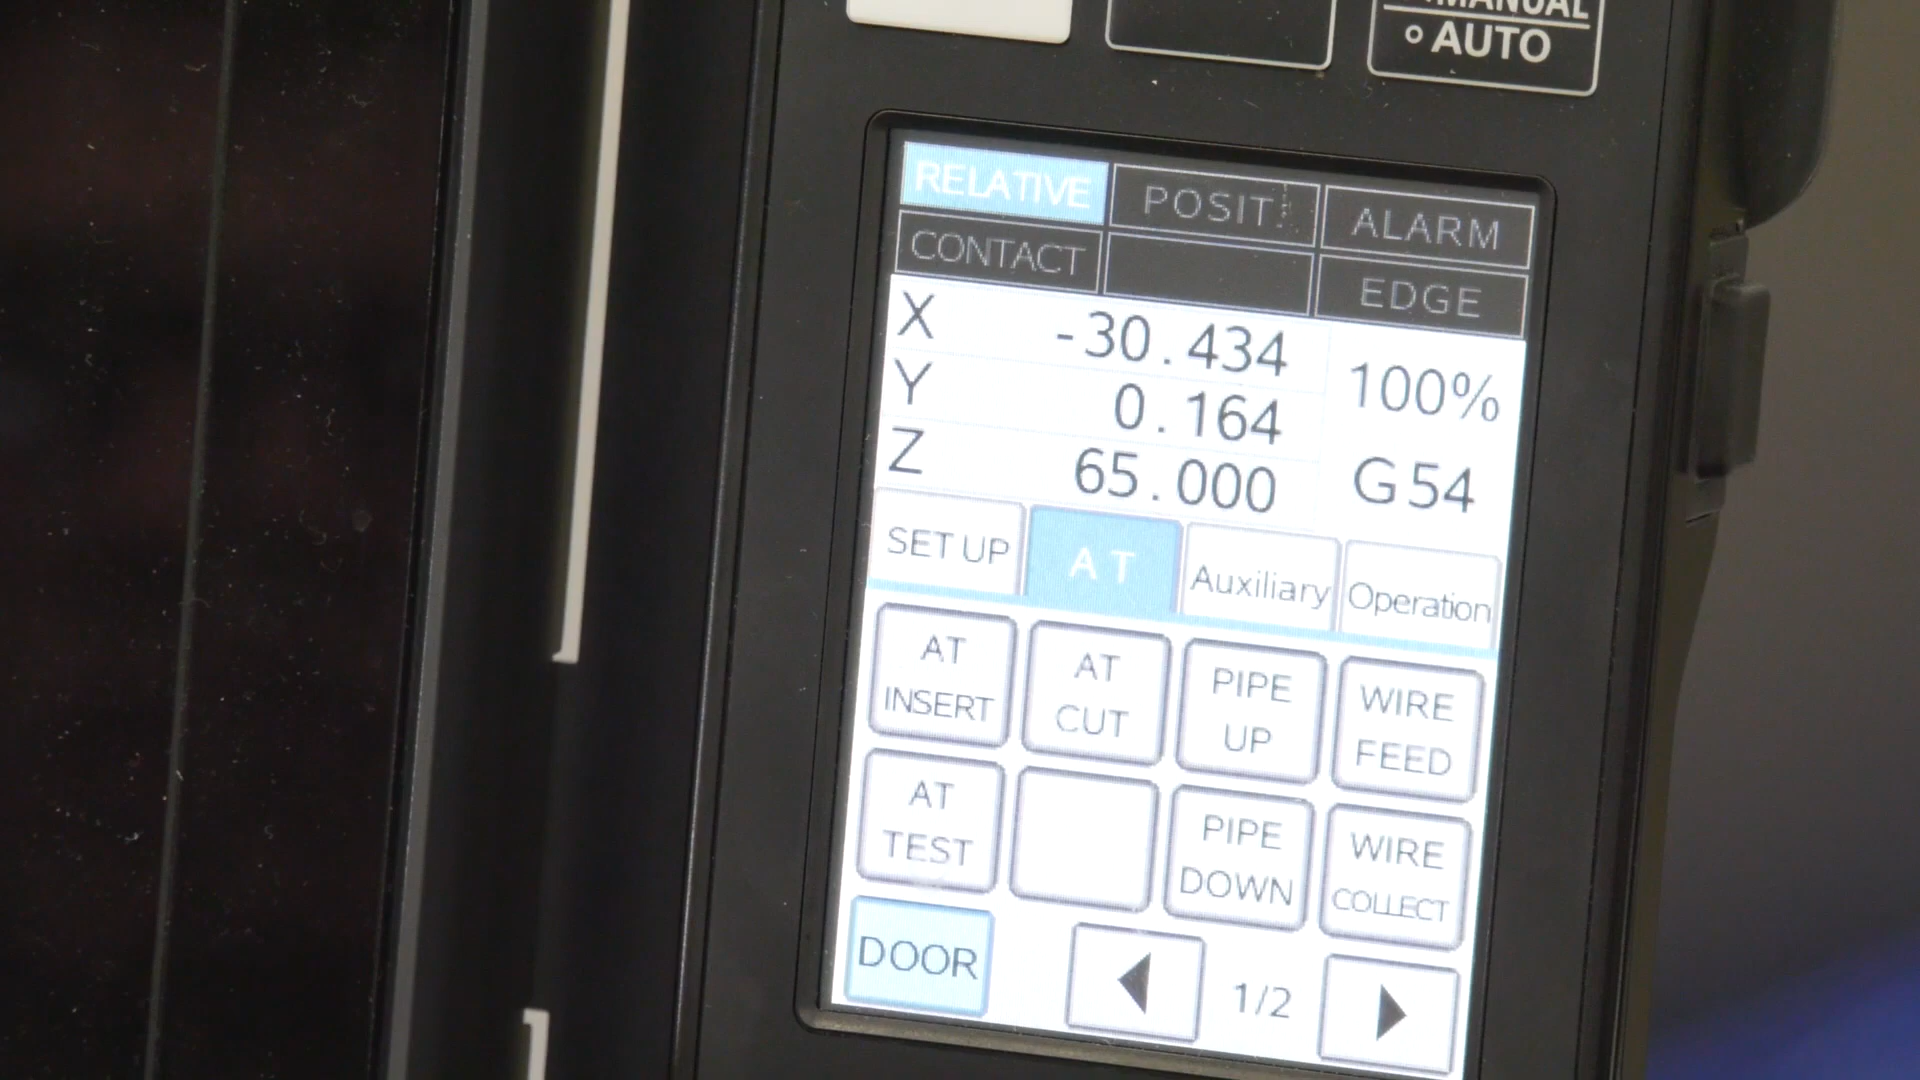 MANUAL
AUTO
RELATIVE POSIT ALARM
CONTACT EDGE
X -30.434 100%
Y 0.164
Z 65.000 G54
SET UP AT Auxiliary Operation
AT INSERT
AT CUT
PIPE UP
WIRE FEED
AT TEST
PIPE DOWN
WIRE COLLECT
DOOR 1/2